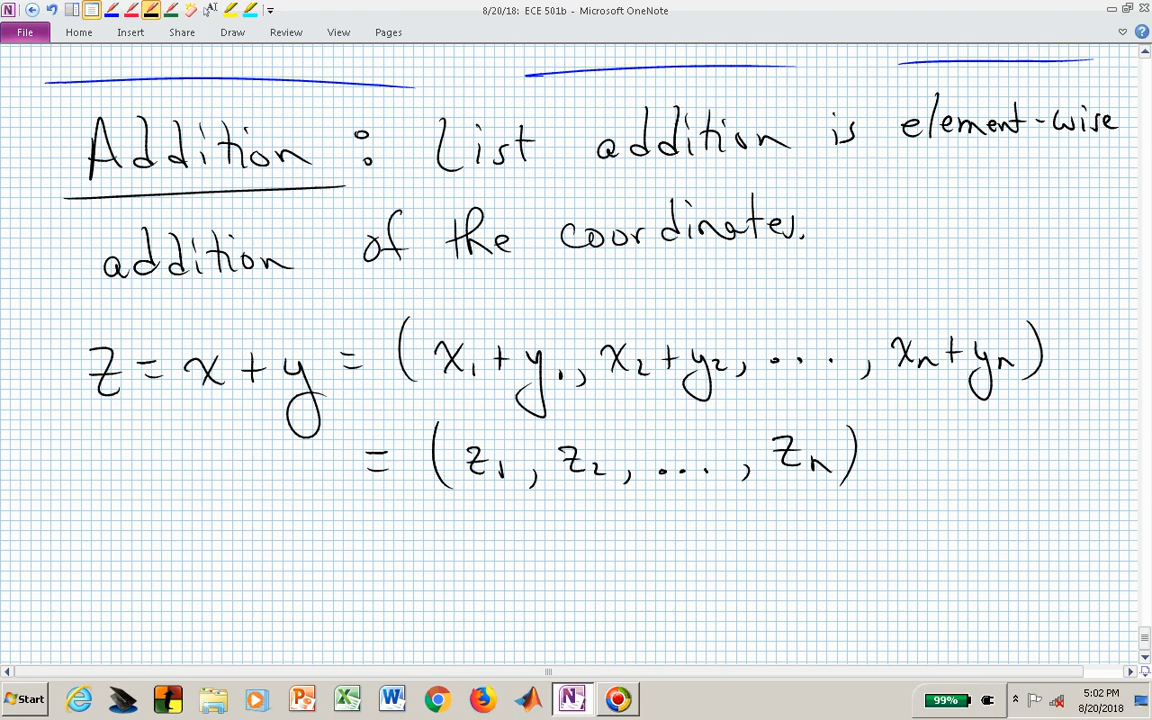 8/20/18: ECE 501b - Microsoft OneNote
File Home Insert Share Draw Review View Pages
Addition : List addition is element-wise
addition of the coordinates.
z = x + y = (x₁+y₁, x₂+y₂, ...., xₙ+yₙ)
= (z₁, z₂, ...., zₙ)
Start
99%
5:02 PM
8/20/2018